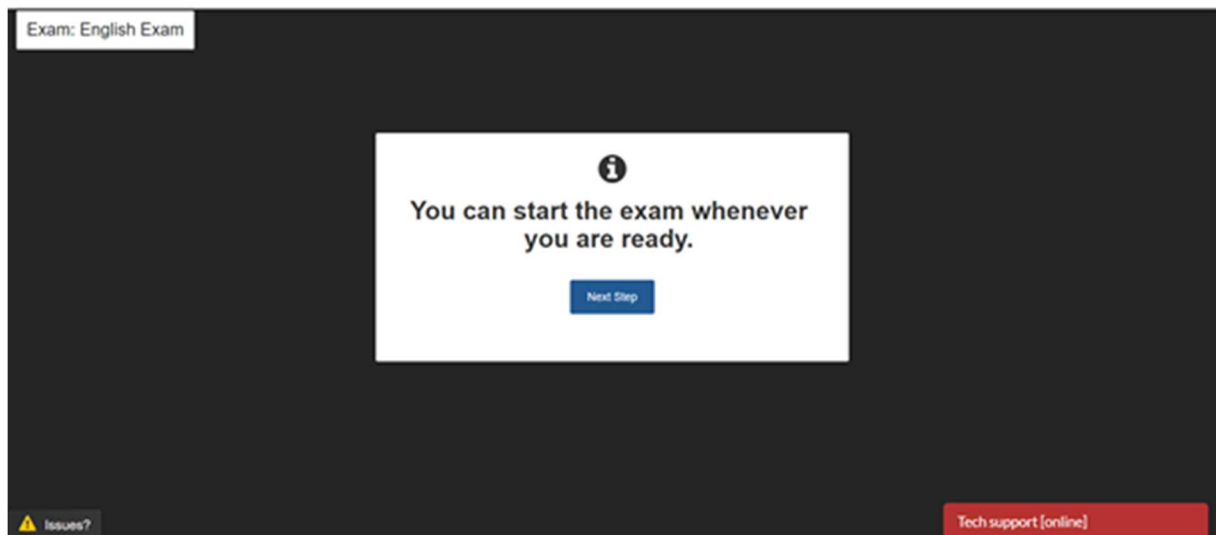 Exam: English Exam
You can start the exam whenever
you are ready.
Next Step
Issues?
Tech support [online]